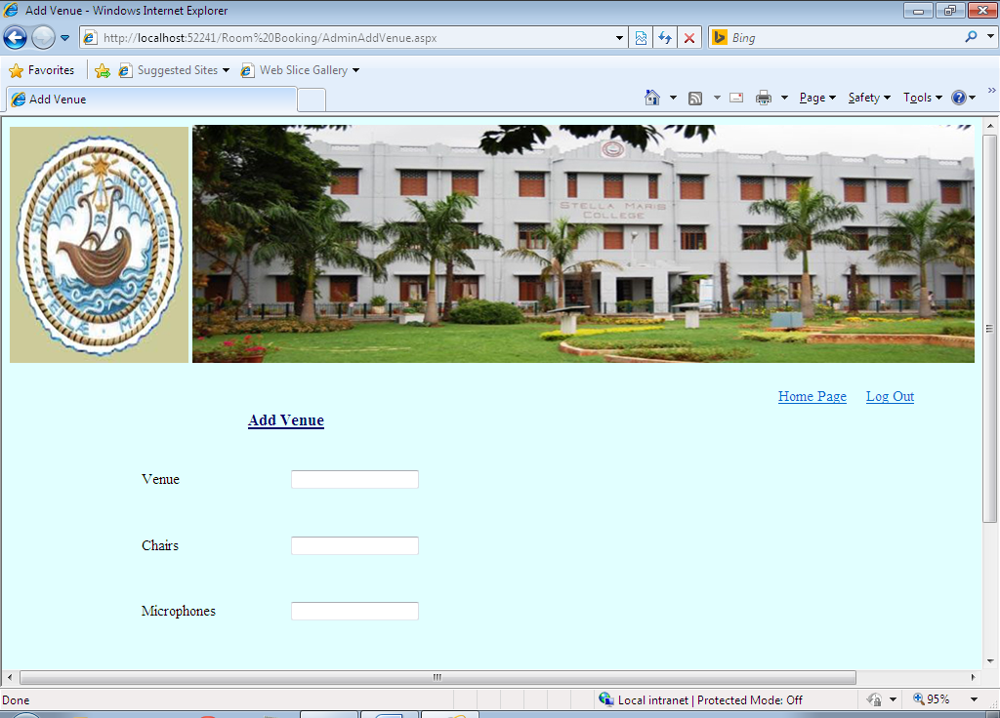 Add Venue - Windows Internet Explorer
http://localhost:52241/Room%20Booking/AdminAddVenue.aspx
Bing
Favorites Suggested Sites Web Slice Gallery
Add Venue
Page Safety Tools »
SIGILLUM COLLEGII STELLE MARIS
STELLA MARIS
COLLEGE
Home Page Log Out
Add Venue
Venue
Chairs
Microphones
Done Local intranet | Protected Mode: Off 95%